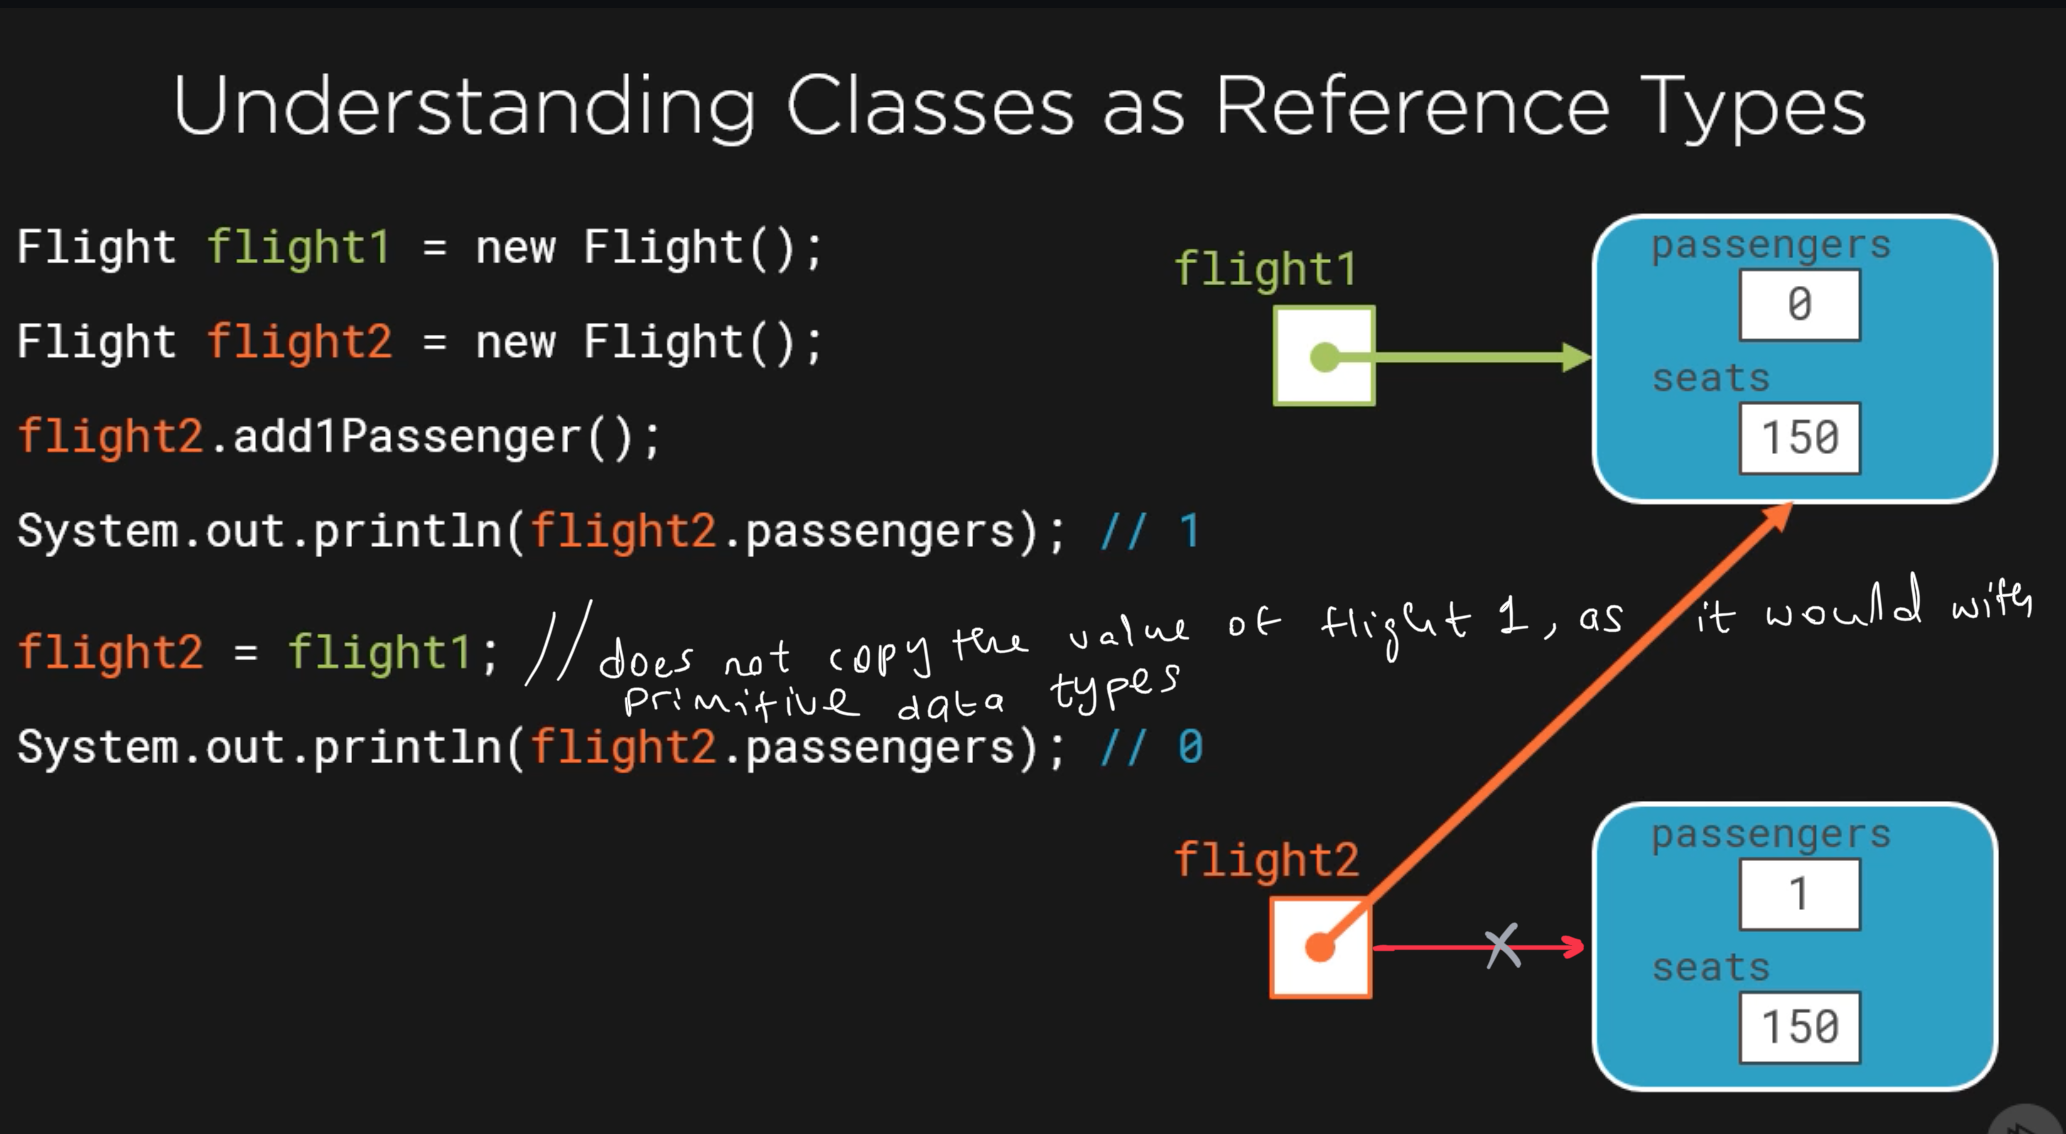 Understanding Classes as Reference Types
Flight flight1 = new Flight();
Flight flight2 = new Flight();
flight2.add1Passenger();
System.out.println(flight2.passengers); // 1
flight2 = flight1; // does not copy the value of flight 1, as it would with
primitive data types
System.out.println(flight2.passengers); // 0
flight1
passengers
0
seats
150
flight2
passengers
1
seats
150